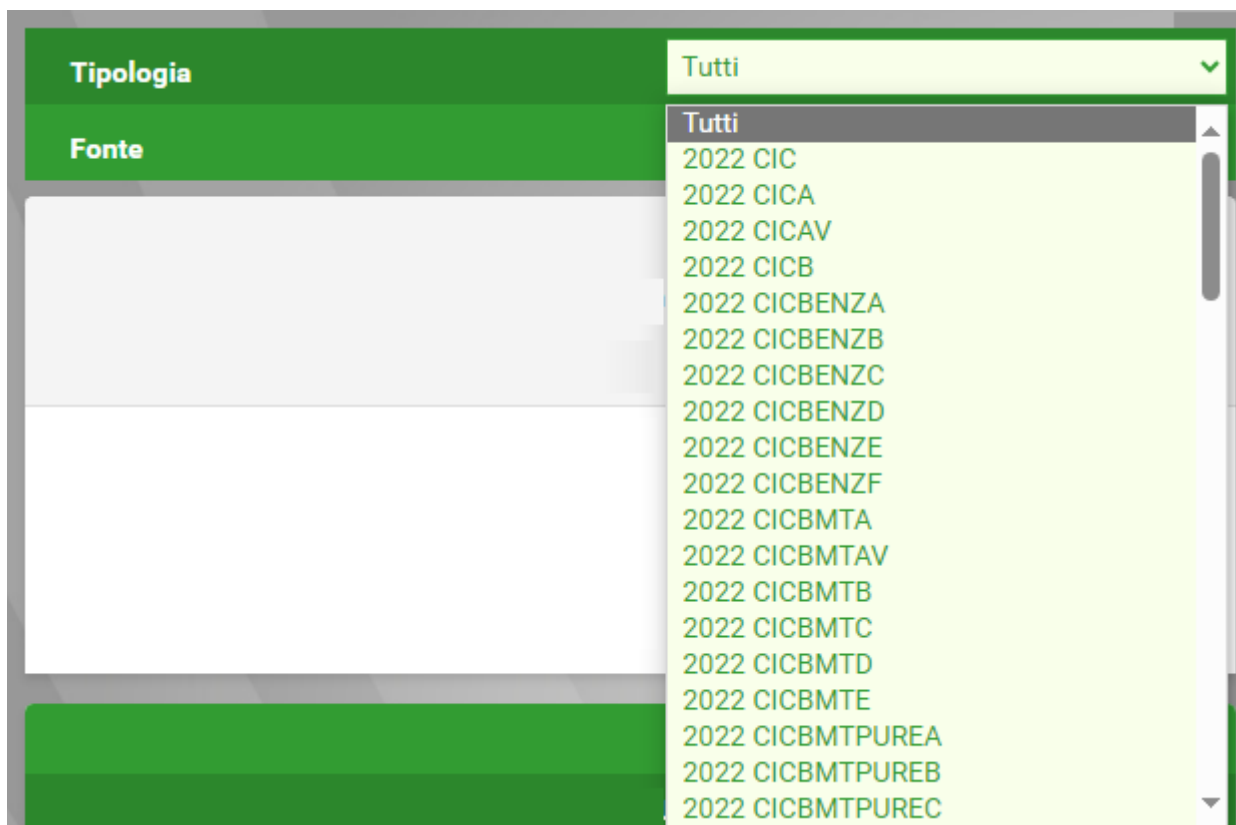 Tipologia
Tutti
Fonte
Tutti
2022 CIC
2022 CICA
2022 CICAV
2022 CICB
2022 CICBENZA
2022 CICBENZB
2022 CICBENZC
2022 CICBENZD
2022 CICBENZE
2022 CICBENZF
2022 CICBMTA
2022 CICBMTAV
2022 CICBMTB
2022 CICBMTC
2022 CICBMTD
2022 CICBMTE
2022 CICBMTPUREA
2022 CICBMTPUREB
2022 CICBMTPUREC